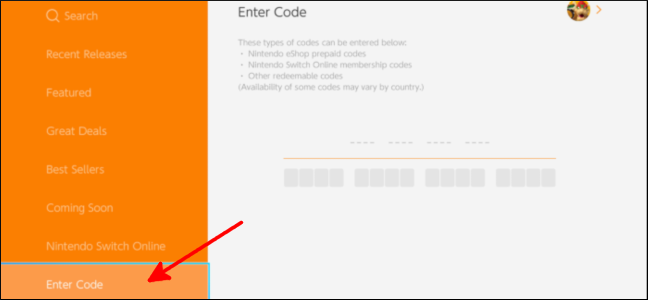 Search
Recent Releases
Featured
Great Deals
Best Sellers
Coming Soon
Nintendo Switch Online
Enter Code
Enter Code
These types of codes can be entered below:
・ Nintendo eShop prepaid codes
・ Nintendo Switch Online membership codes
・ Other redeemable codes
(Availability of some codes may vary by country.)